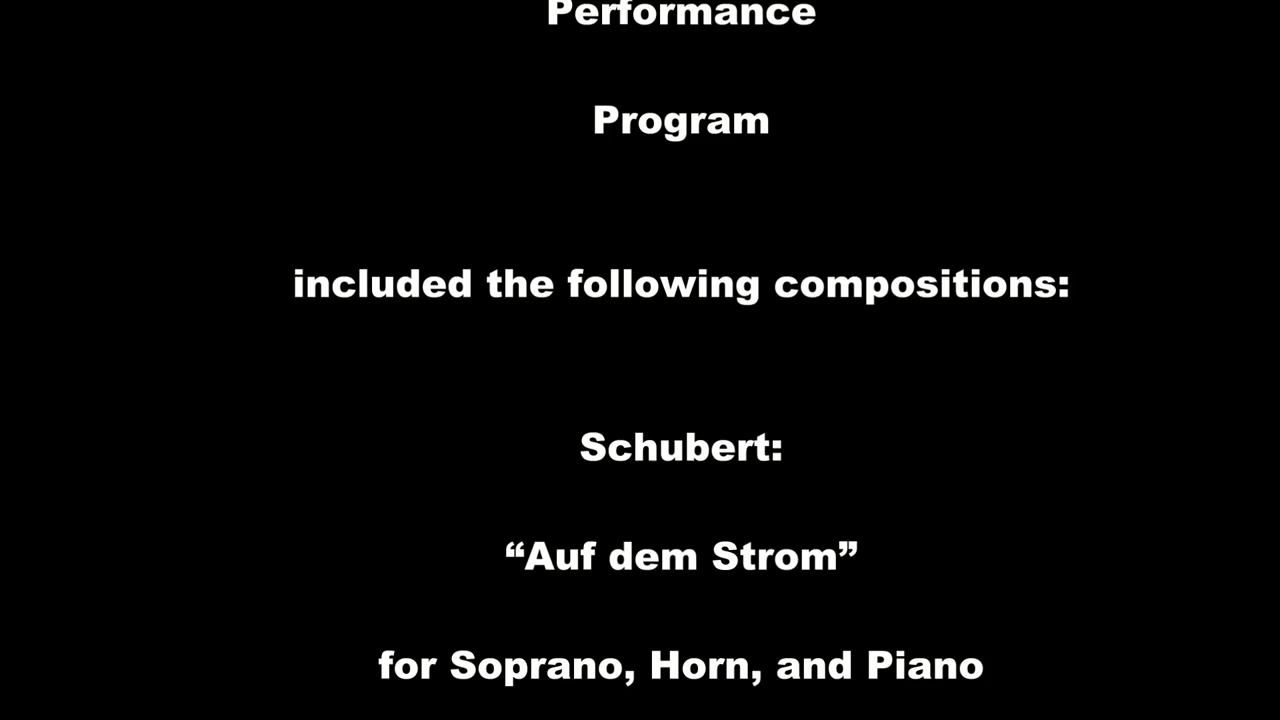 Performance
Program
included the following compositions:
Schubert:
“Auf dem Strom”
for Soprano, Horn, and Piano